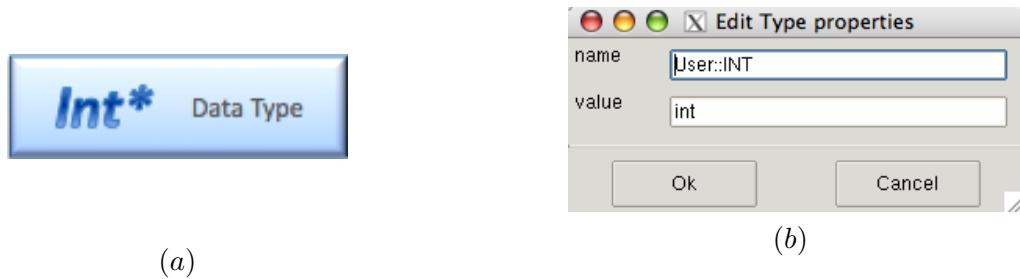 Int* Data Type
(a)
X Edit Type properties
name User::INT
value int
Ok Cancel
(b)